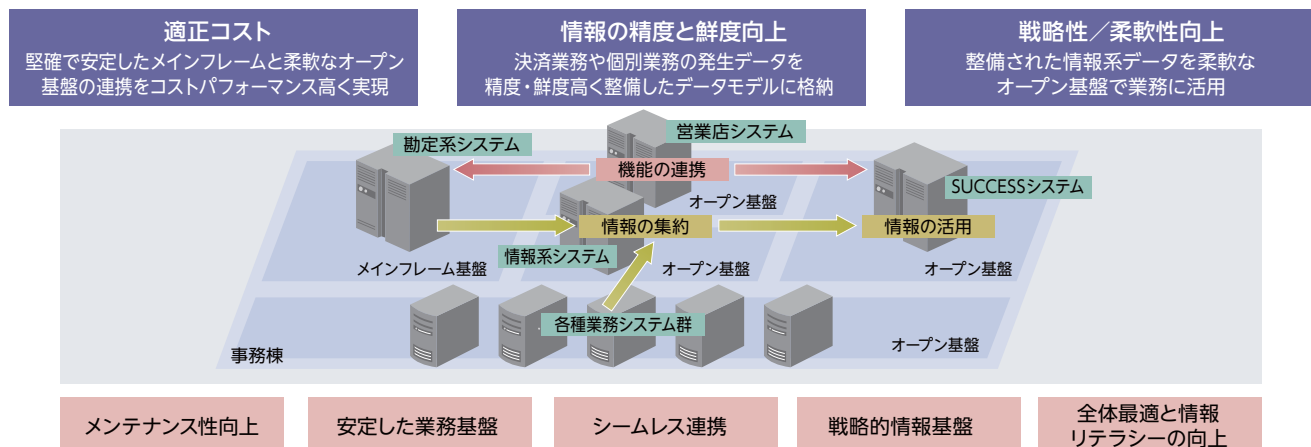 適正コスト
堅確で安定したメインフレームと柔軟なオープン
基盤の連携をコストパフォーマンス高く実現
情報の精度と鮮度向上
決済業務や個別業務の発生データを
精度・鮮度高く整備したデータモデルに格納
戦略性／柔軟性向上
整備された情報系データを柔軟な
オープン基盤で業務に活用
営業店システム
勘定系システム
機能の連携
SUCCESSシステム
オープン基盤
情報の集約
情報の活用
情報系システム
メインフレーム基盤
オープン基盤
オープン基盤
各種業務システム群
オープン基盤
事務棟
メンテナンス性向上
安定した業務基盤
シームレス連携
戦略的情報基盤
全体最適と情報
リテラシーの向上